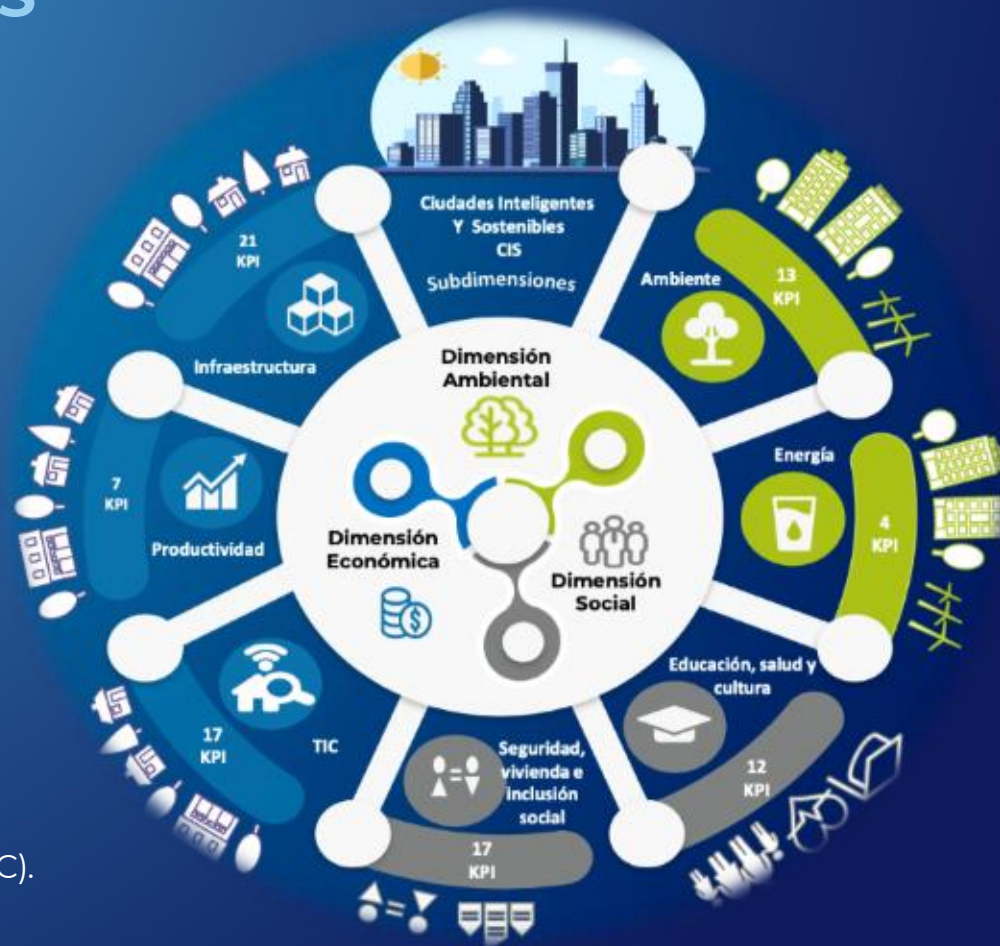 S
Ciudades Inteligentes
Y Sostenibles
CIS
Subdimensiones
Ambiente
13
KPI
Energía
4
KPI
Educación, salud y
cultura
12
KPI
Seguridad,
vivienda e
inclusión
social
17
KPI
TIC
17
KPI
Productividad
7
KPI
Infraestructura
21
KPI
Dimensión
Ambiental
Dimensión
Económica
$
Dimensión
Social
C).